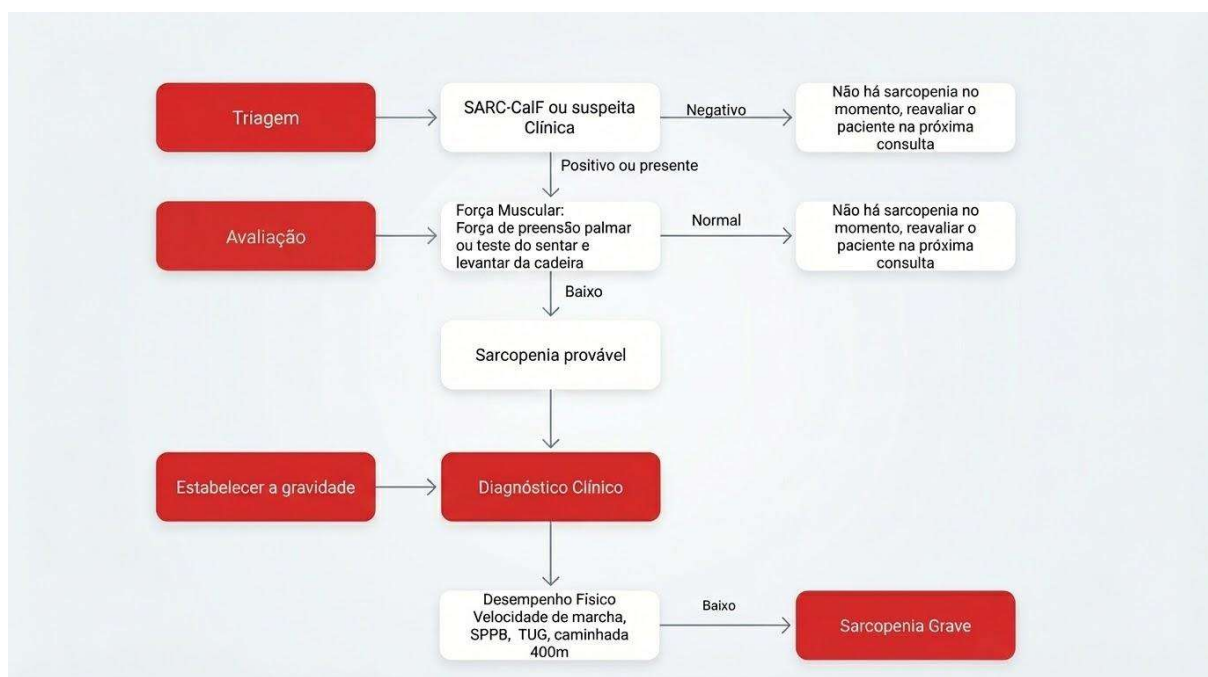 Triagem
SARC-CalF ou suspeita
Clínica
Negativo
Não há sarcopenia no
momento, reavaliar o
paciente na próxima
consulta
Positivo ou presente
Avaliação
Força Muscular:
Força de preensão palmar
ou teste do sentar e
levantar da cadeira
Normal
Não há sarcopenia no
momento, reavaliar o
paciente na próxima
consulta
Baixo
Sarcopenia provável
Estabelecer a gravidade
Diagnóstico Clínico
Desempenho Físico
Velocidade de marcha,
SPPB, TUG, caminhada
400m
Baixo
Sarcopenia Grave